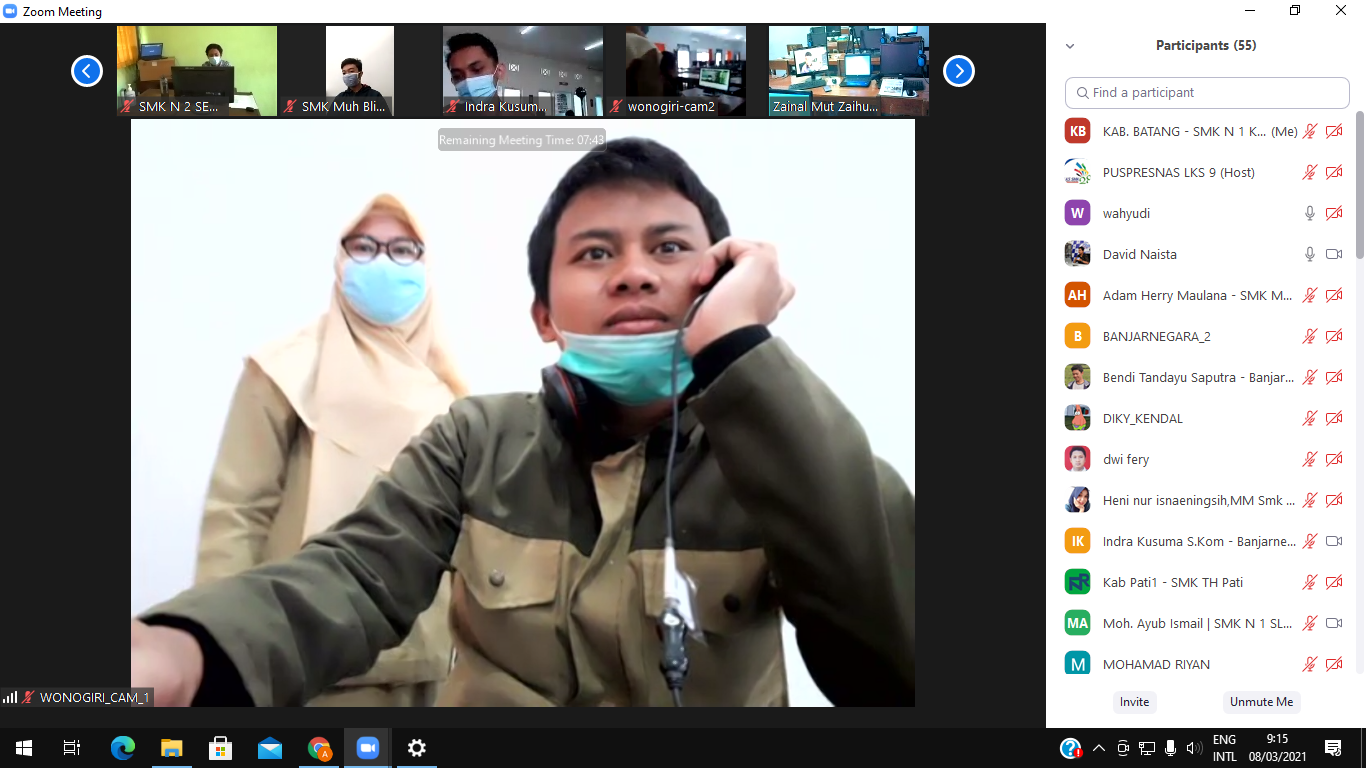 Zoom Meeting
SMK N 2 SE...
SMK Muh Bli...
Indra Kusum...
wonogiri-cam2
Zainal Mut Zaihu...
Remaining Meeting Time: 07:43
WONOGIRI_CAM_1
Participants (55)
Find a participant
KB KAB. BATANG - SMK N 1 K... (Me)
PUSPRESNAS LKS 9 (Host)
W wahyudi
David Naista
AH Adam Herry Maulana - SMK M...
B BANJARNEGARA_2
Bendi Tandayu Saputra - Banjar...
DIKY_KENDAL
dwi fery
Heni nur isnaeningsih,MM Smk ...
IK Indra Kusuma S.Kom - Banjarne...
Kab Pati1 - SMK TH Pati
MA Moh. Ayub Ismail | SMK N 1 SL...
M MOHAMAD RIYAN
Invite Unmute Me
ENG 9:15
INTL 08/03/2021